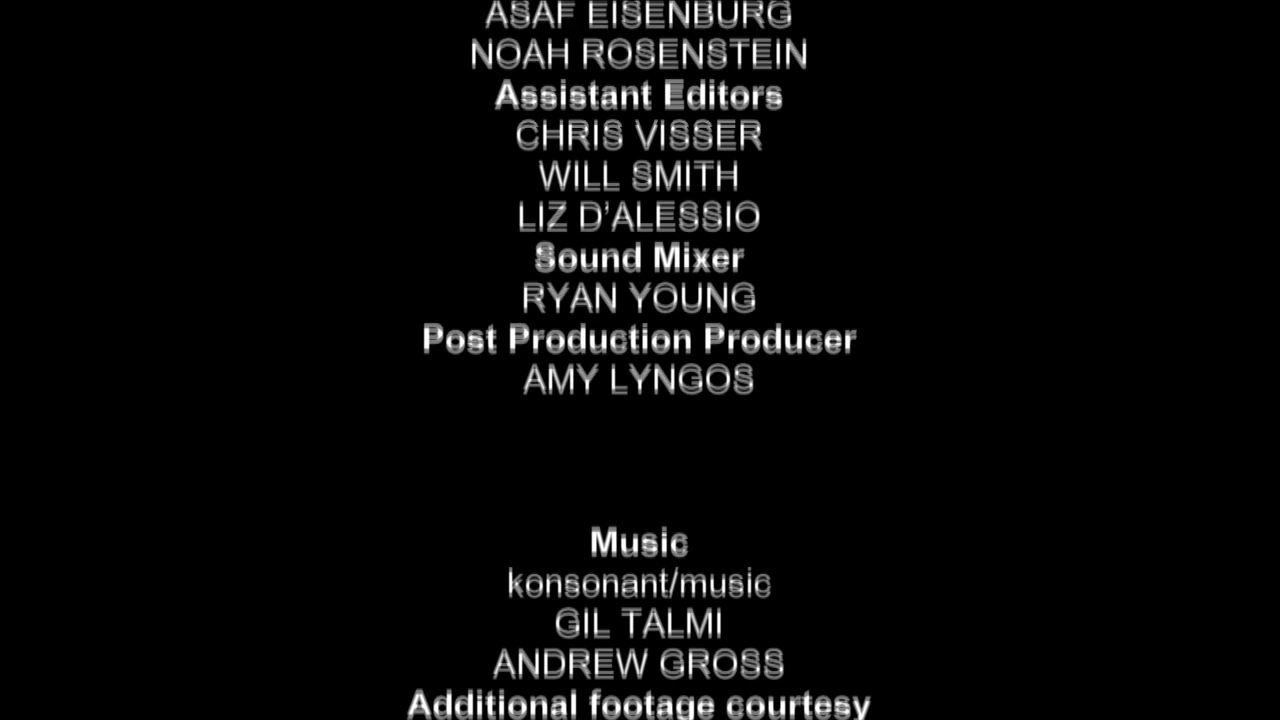 ASAF EISENBURG
NOAH ROSENSTEIN
Assistant Editors
CHRIS VISSER
WILL SMITH
LIZ D’ALESSIO
Sound Mixer
RYAN YOUNG
Post Production Producer
AMY LYNGOS
Music
konsonant/music
GIL TALMI
ANDREW GROSS
Additional footage courtesy